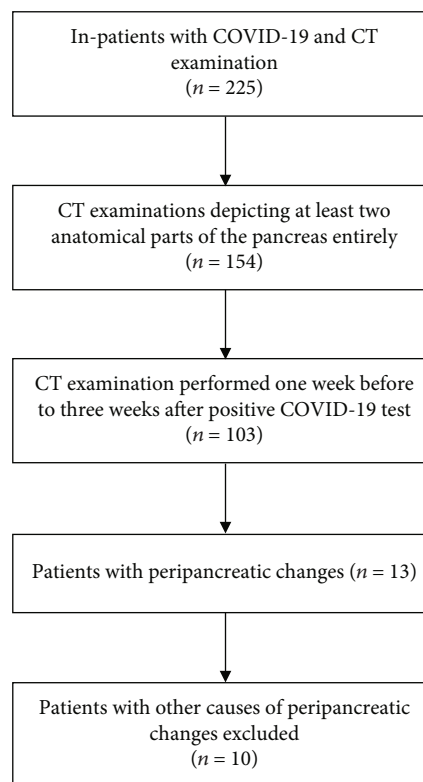 In-patients with COVID-19 and CT
examination
(n = 225)
CT examinations depicting at least two
anatomical parts of the pancreas entirely
(n = 154)
CT examination performed one week before
to three weeks after positive COVID-19 test
(n = 103)
Patients with peripancreatic changes (n = 13)
Patients with other causes of peripancreatic
changes excluded
(n = 10)